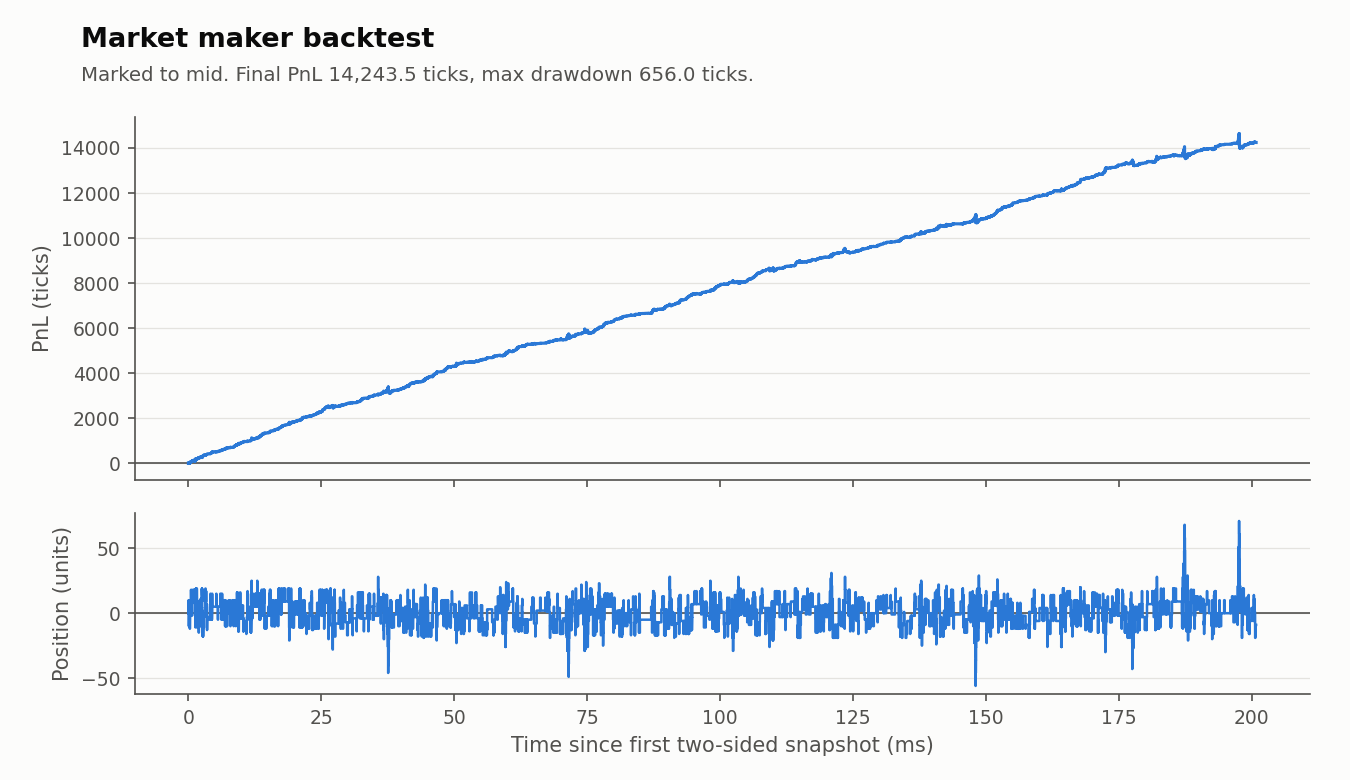 Market maker backtest
Marked to mid. Final PnL 14,243.5 ticks, max drawdown 656.0 ticks.
PnL (ticks)
14000
12000
10000
8000
6000
4000
2000
0
Position (units)
50
0
−50
0 25 50 75 100 125 150 175 200
Time since first two-sided snapshot (ms)